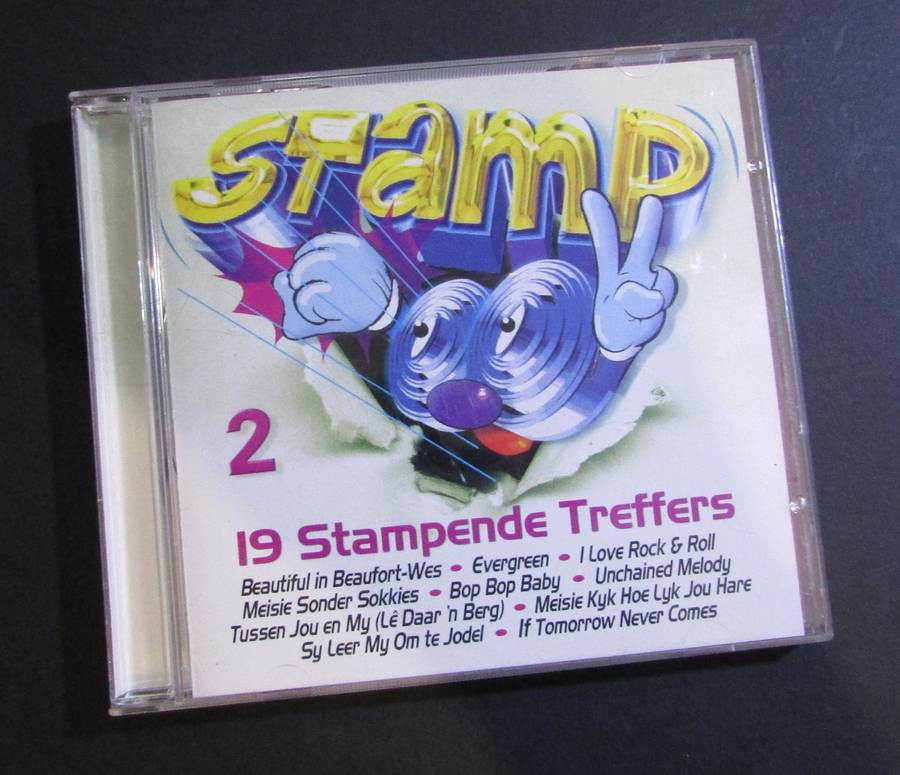 Stamp
2
19 Stampende Treffers
Beautiful in Beaufort-Wes • Evergreen • I Love Rock & Roll
Meisie Sonder Sokkies • Bop Bop Baby • Unchained Melody
Tussen Jou en My (Lê Daar 'n Berg) • Meisie Kyk Hoe Lyk Jou Hare
Sy Leer My Om te Jodel • If Tomorrow Never Comes